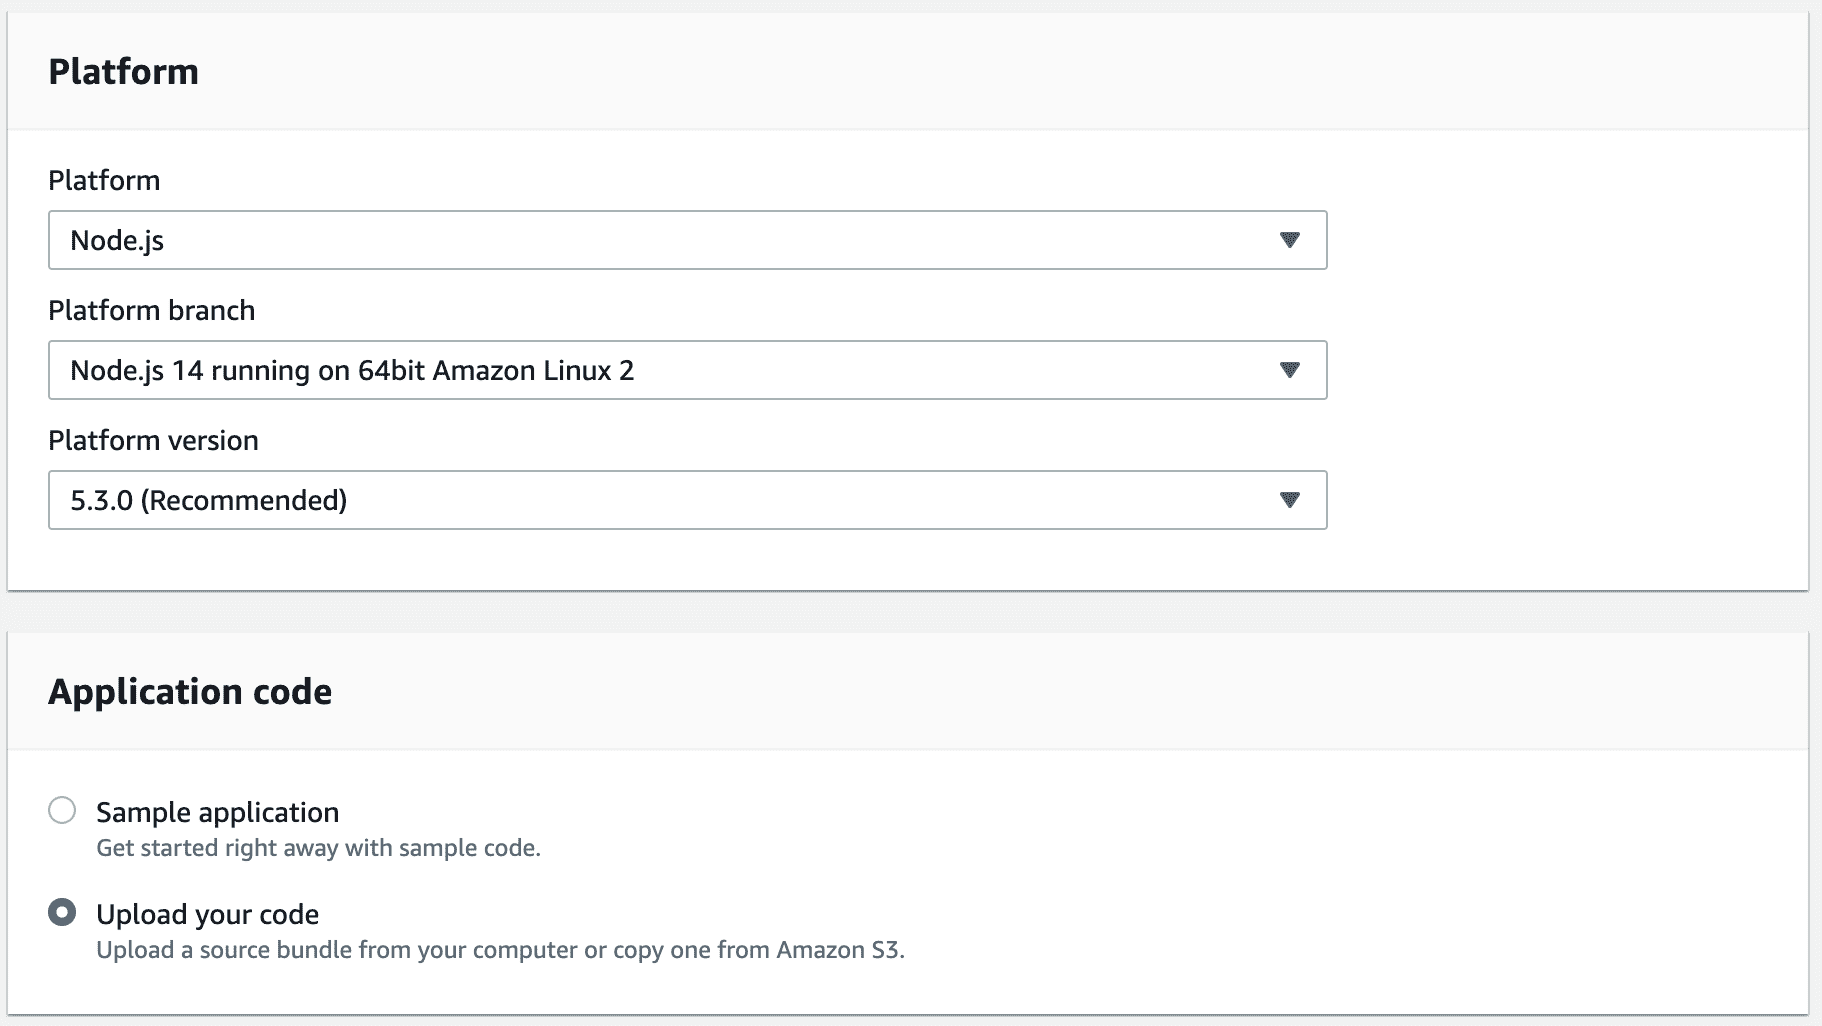 Platform
Platform
Node.js
Platform branch
Node.js 14 running on 64bit Amazon Linux 2
Platform version
5.3.0 (Recommended)
Application code
Sample application
Get started right away with sample code.
Upload your code
Upload a source bundle from your computer or copy one from Amazon S3.